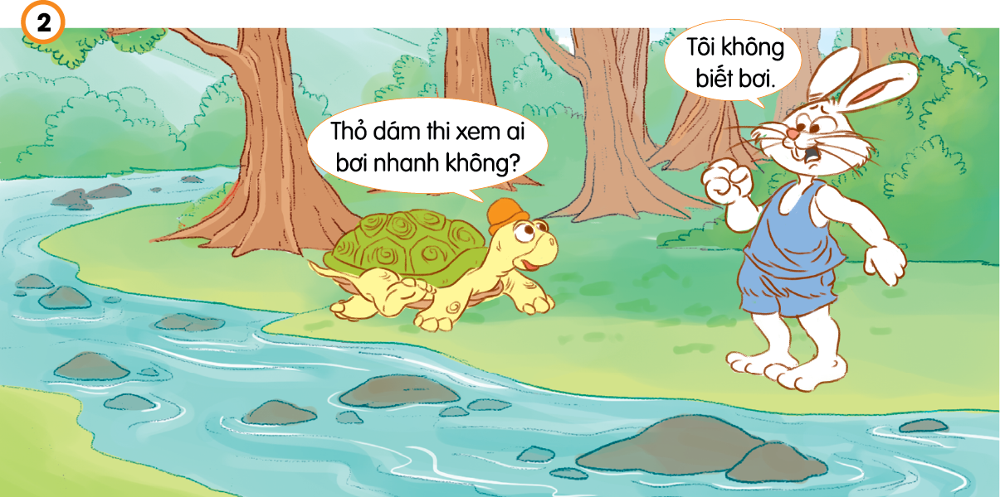 2
Thỏ dám thi xem ai
bơi nhanh không?
Tôi không
biết bơi.